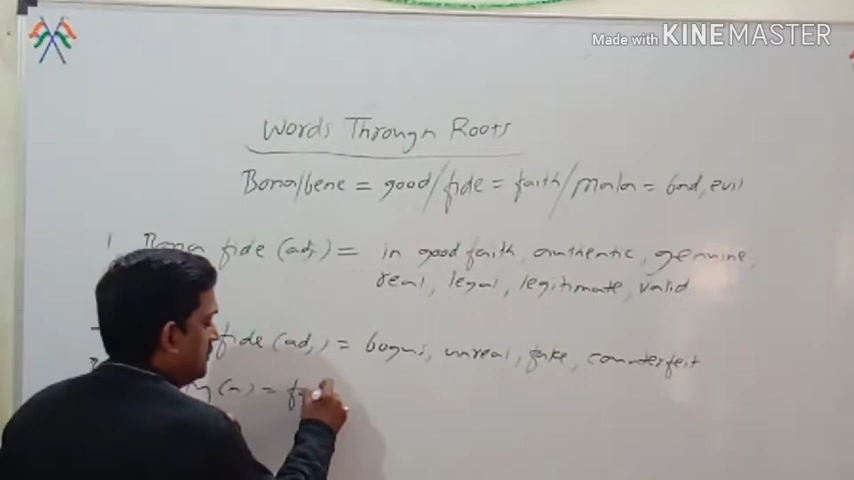 Made with KINEMASTER
Words Through Roots
Bona/bene = good/fide = faith/mala = bad, evil
1. Bona fide (adj) = in good faith, authentic, genuine,
real, legal, legitimate, valid
fide (adj) = bogus, unreal, fake, counterfeit
(n) =